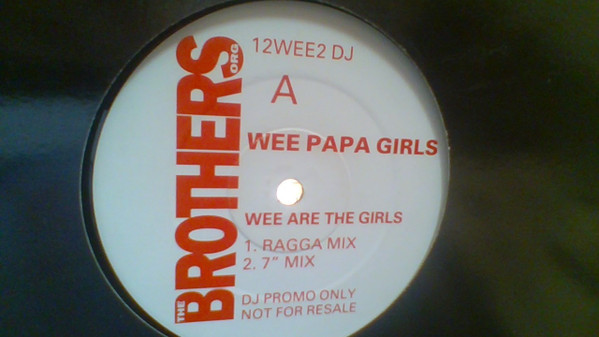 THE BROTHERS ORG
12WEE2 DJ
A
WEE PAPA GIRLS
WEE ARE THE GIRLS
1. RAGGA MIX
2. 7" MIX
DJ PROMO ONLY
NOT FOR RESALE